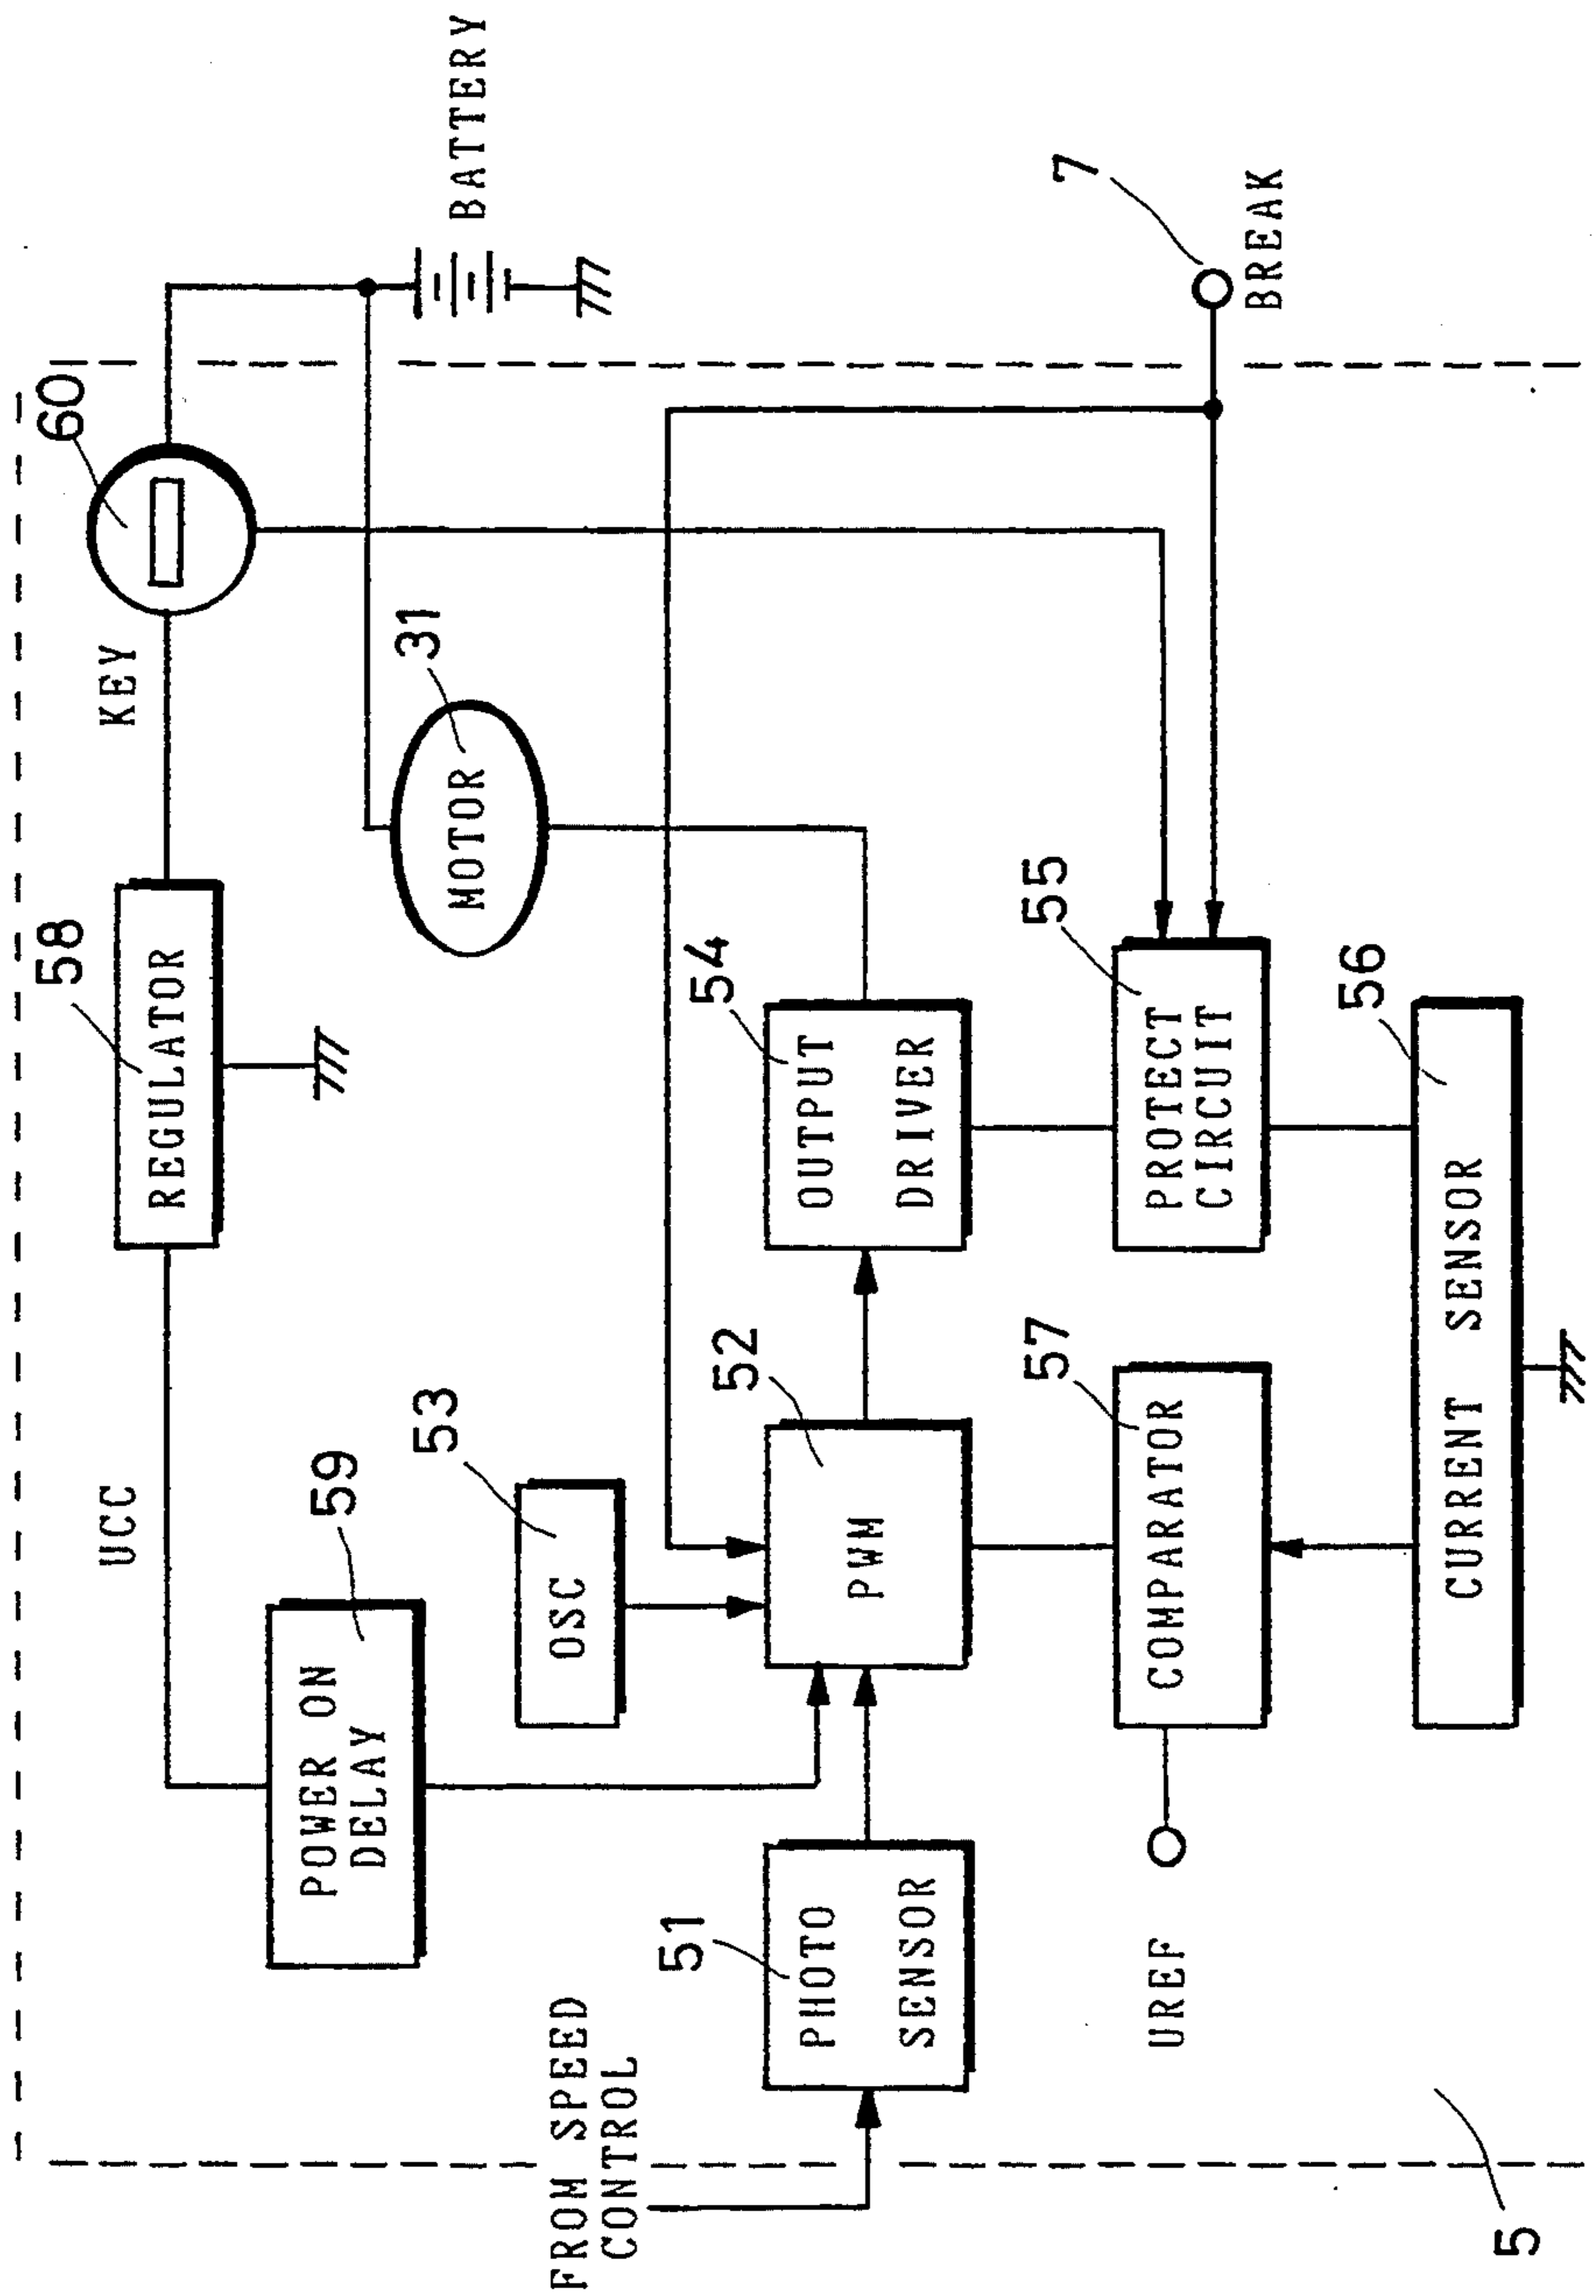 60
KEY
58
REGULATOR
UCC
59
POWER ON
DELAY
BATTERY
31
MOTOR
53
OSC
FROM SPEED
CONTROL
51
PHOTO
SENSOR
52
PWM
54
OUTPUT
DRIVER
7
BREAK
55
PROTECT
CIRCUIT
57
COMPARATOR
UREF
56
CURRENT SENSOR
5